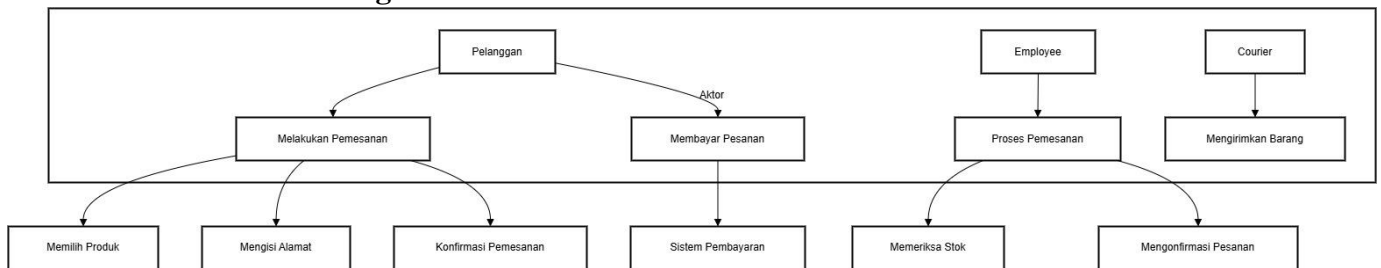 Pelanggan
Employee
Courier
Aktor
Melakukan Pemesanan
Membayar Pesanan
Proses Pemesanan
Mengirimkan Barang
Memilih Produk
Mengisi Alamat
Konfirmasi Pemesanan
Sistem Pembayaran
Memeriksa Stok
Mengonfirmasi Pesanan